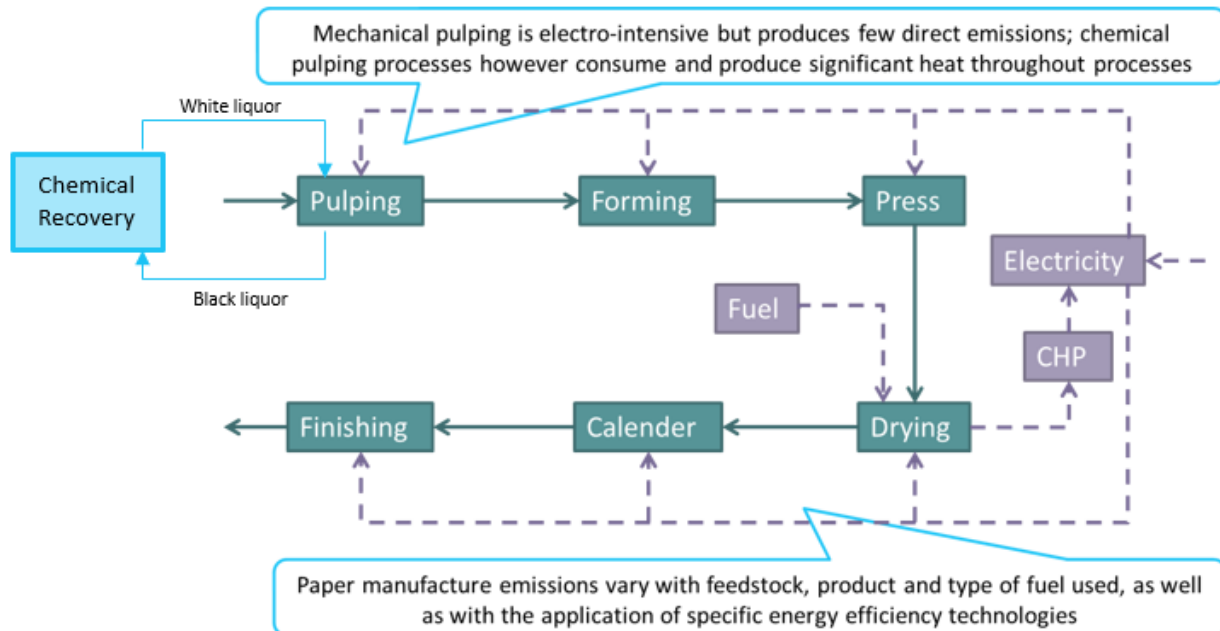 Mechanical pulping is electro-intensive but produces few direct emissions; chemical
pulping processes however consume and produce significant heat throughout processes
White liquor
Chemical
Recovery
Pulping
Forming
Press
Electricity
Black liquor
Fuel
CHP
Finishing
Calender
Drying
Paper manufacture emissions vary with feedstock, product and type of fuel used, as well
as with the application of specific energy efficiency technologies